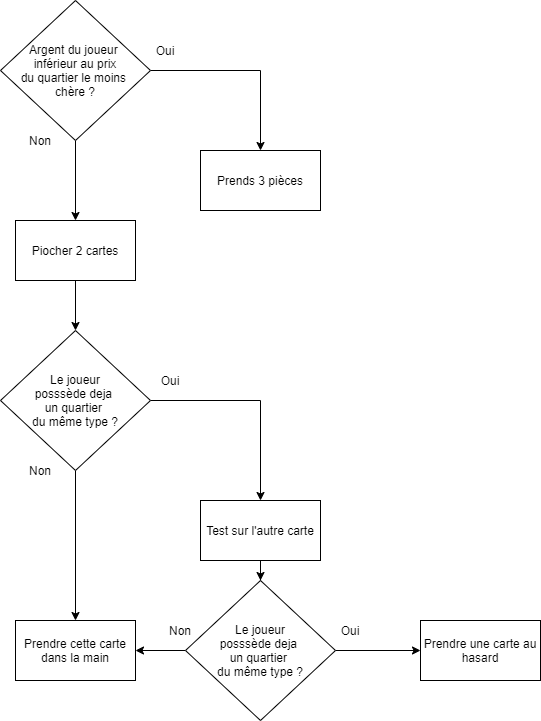 Argent du joueur
inférieur au prix
du quartier le moins
chère ?
Oui
Non
Prends 3 pièces
Piocher 2 cartes
Le joueur
posssède deja
un quartier
du même type ?
Oui
Non
Test sur l'autre carte
Prendre cette carte
dans la main
Non
Le joueur
posssède deja
un quartier
du même type ?
Oui
Prendre une carte au
hasard